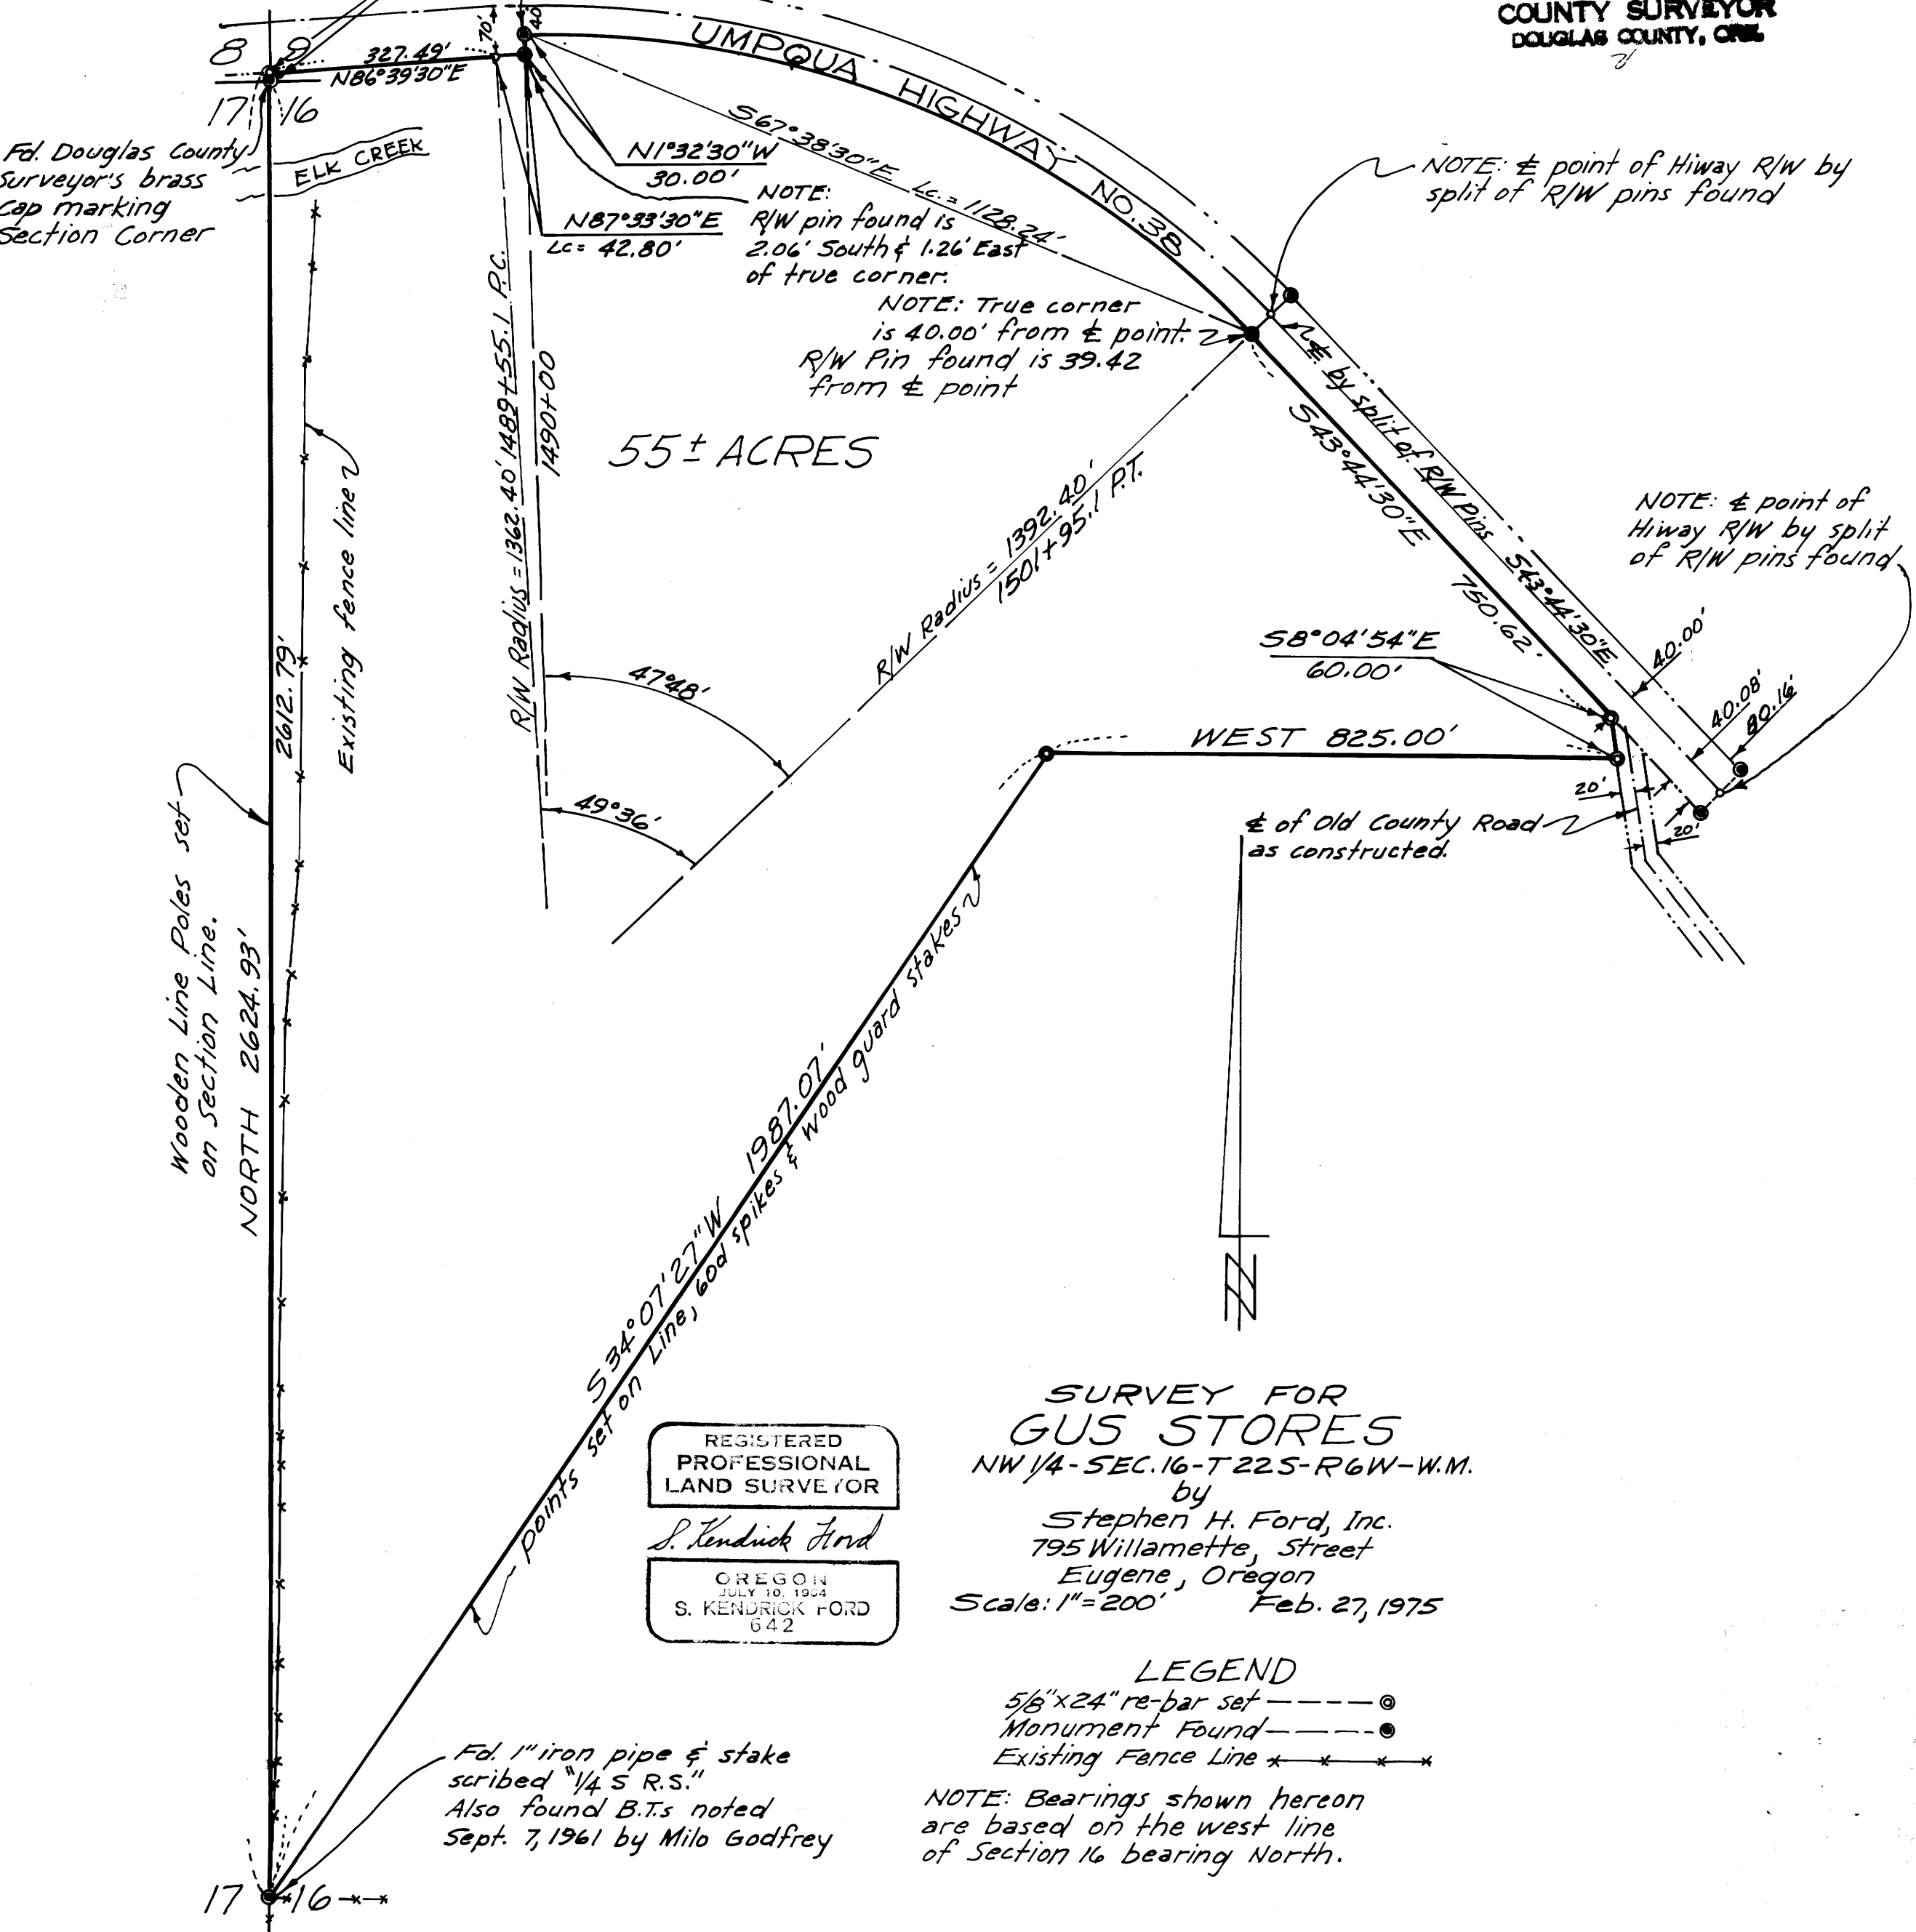 COUNTY SURVEYOR
DOUGLAS COUNTY, ORE.
8 9
17 16
327.49'
N86°39'30"E
70'
40'
UMPQUA HIGHWAY NO.38
Fd. Douglas County
Surveyor's brass
cap marking
Section Corner
ELK CREEK
N1°32'30"W
30.00'
N87°33'30"E
Lc= 42.80'
NOTE:
R/W pin found is
2.06' South & 1.26' East
of true corner.
S67°38'30"E Lc.= 1128.24'
NOTE: ℄ point of Hiway R/W by
split of R/W pins found
NOTE: True corner
is 40.00' from ℄ point.
R/W Pin found is 39.42
from ℄ point
℄ by split of R/W Pins S43°44'30"E
S43°44'30"E 750.62'
R/W Radius = 1362.40' 1489+55.1 P.C.
1490+00
55± ACRES
R/W Radius = 1392.40'
1501+95.1 P.T.
NOTE: ℄ point of
Hiway R/W by split
of R/W pins found
S8°04'54"E
60.00'
40.00'
40.08'
80.16'
47°48'
49°36'
WEST 825.00'
20'
20'
℄ of Old County Road
as constructed.
2612.79'
Existing fence line
Wooden Line Poles set
on Section Line.
NORTH 2624.93'
S34°07'27"W 1987.07'
points set on Line, 60d spikes & wood guard stakes
N
SURVEY FOR
GUS STORES
NW 1/4-SEC.16-T22S-R6W-W.M.
by
Stephen H. Ford, Inc.
795 Willamette, Street
Eugene, Oregon
Scale: 1"=200' Feb. 27, 1975
REGISTERED
PROFESSIONAL
LAND SURVEYOR
S. Kendrick Ford
OREGON
JULY 10, 1964
S. KENDRICK FORD
642
LEGEND
5/8"x24" re-bar set
Monument Found
Existing Fence Line
NOTE: Bearings shown hereon
are based on the west line
of Section 16 bearing North.
Fd. 1" iron pipe & stake
scribed "1/4 S R.S."
Also found B.T.s noted
Sept. 7, 1961 by Milo Godfrey
17 16